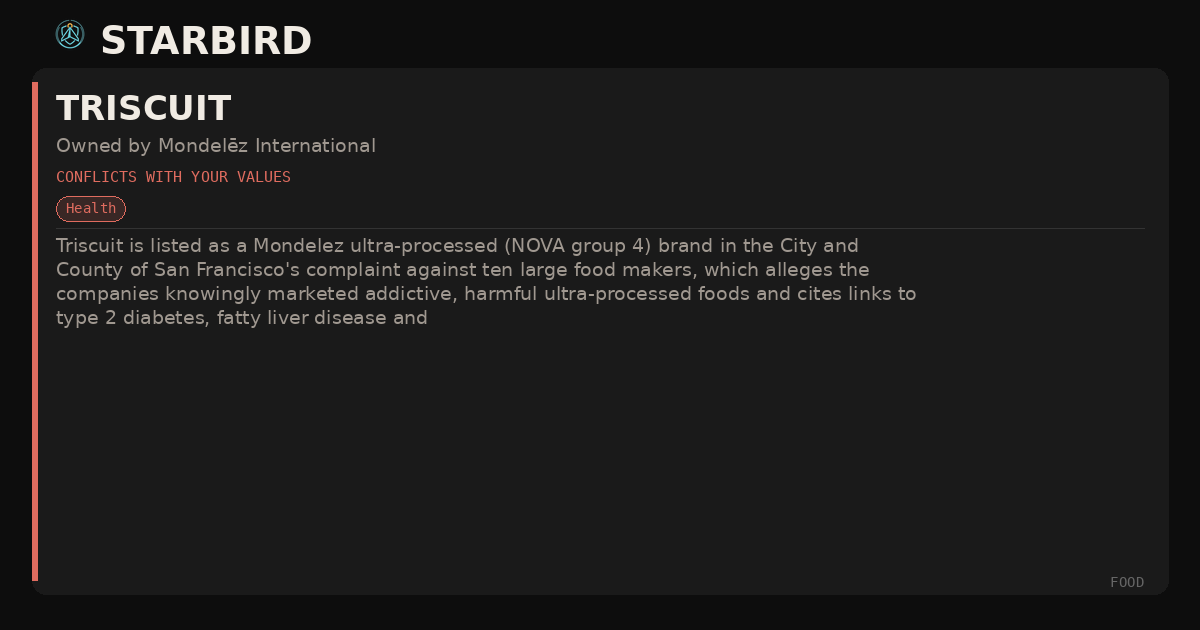 STARBIRD
TRISCUIT
Owned by Mondelēz International
CONFLICTS WITH YOUR VALUES
Health
Triscuit is listed as a Mondelez ultra-processed (NOVA group 4) brand in the City and
County of San Francisco's complaint against ten large food makers, which alleges the
companies knowingly marketed addictive, harmful ultra-processed foods and cites links to
type 2 diabetes, fatty liver disease and
FOOD